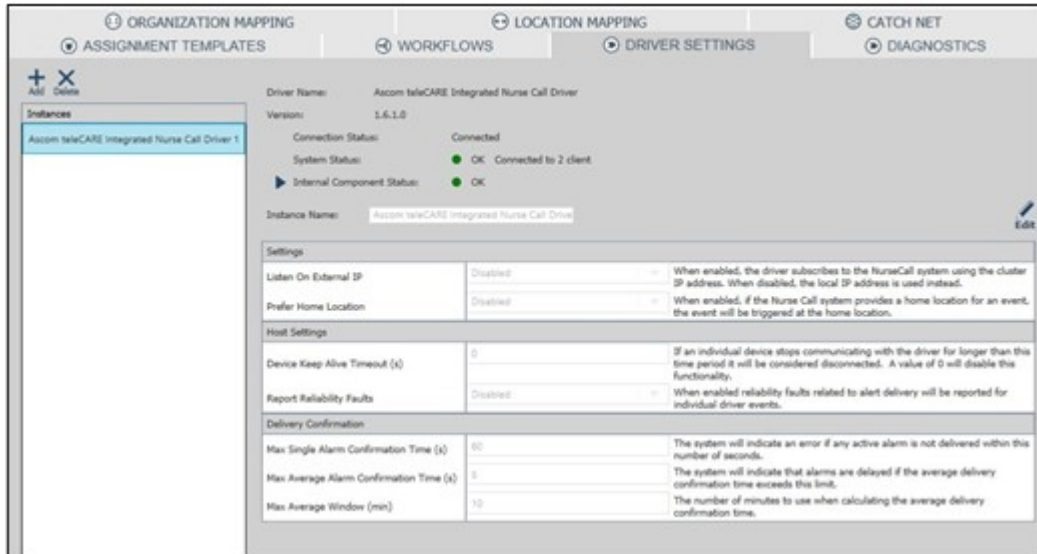 ORGANIZATION MAPPING
LOCATION MAPPING
CATCH NET
ASSIGNMENT TEMPLATES
WORKFLOWS
DRIVER SETTINGS
DIAGNOSTICS
Add Delete
Instances
Ascom teleCARE Integrated Nurse Call Driver 1
Driver Name: Ascom teleCARE Integrated Nurse Call Driver
Version: 1.6.1.0
Connection Status: Connected
System Status: OK Connected to 2 client
Internal Component Status: OK
Instance Name: Ascom teleCARE Integrated Nurse Call Drive
Edit
Settings
Listen On External IP Disabled
When enabled, the driver subscribes to the NurseCall system using the cluster
IP address. When disabled, the local IP address is used instead.
Prefer Home Location Disabled
When enabled, if the Nurse Call system provides a home location for an event,
the event will be triggered at the home location.
Host Settings
Device Keep Alive Timeout (s) 0
If an individual device stops communicating with the driver for longer than this
time period it will be considered disconnected. A value of 0 will disable this
functionality.
Report Reliability Faults Disabled
When enabled reliability faults related to alert delivery will be reported for
individual driver events.
Delivery Confirmation
Max Single Alarm Confirmation Time (s) 60
The system will indicate an error if any active alarm is not delivered within this
number of seconds.
Max Average Alarm Confirmation Time (s)
The system will indicate that alarms are delayed if the average delivery
confirmation time exceeds this limit.
Max Average Window (min) 10
The number of minutes to use when calculating the average delivery
confirmation time.